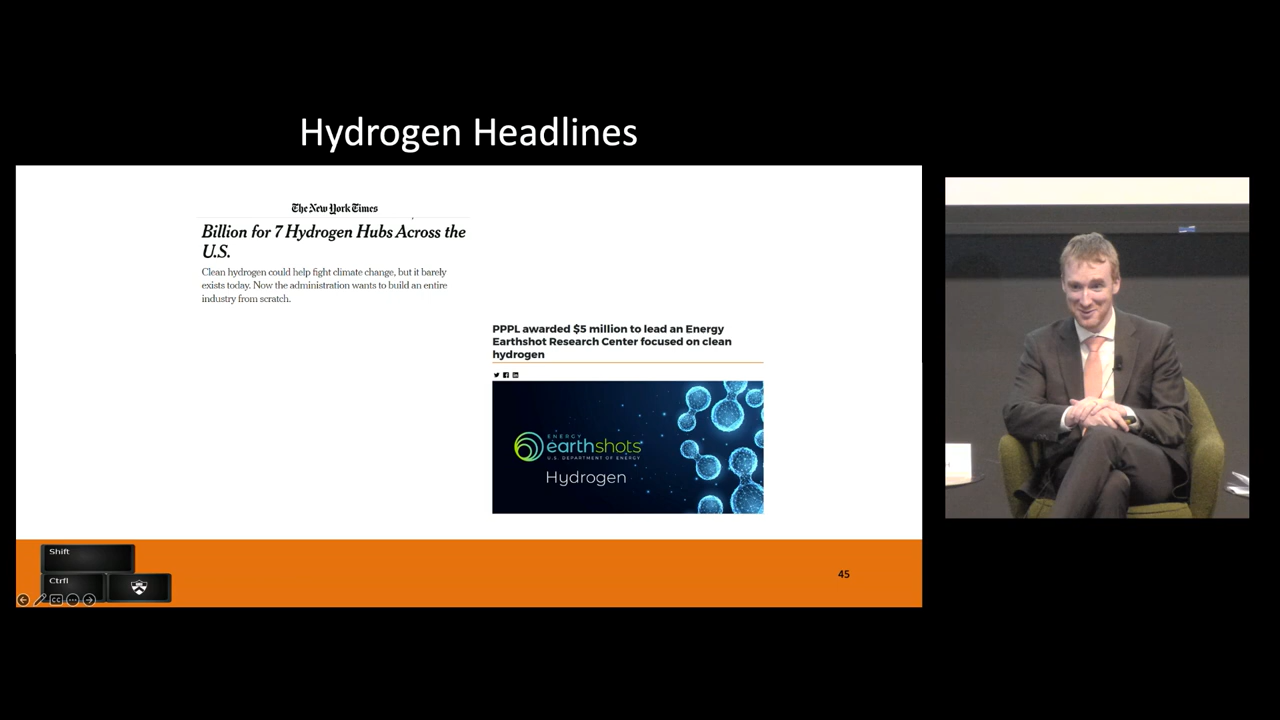 Hydrogen Headlines
The New York Times
Billion for 7 Hydrogen Hubs Across the
U.S.
Clean hydrogen could help fight climate change, but it barely
exists today. Now the administration wants to build an entire
industry from scratch.
PPPL awarded $5 million to lead an Energy
Earthshot Research Center focused on clean
hydrogen
ENERGY
earthshots
U.S. DEPARTMENT OF ENERGY
Hydrogen
Shift
Ctrfl
CC
45